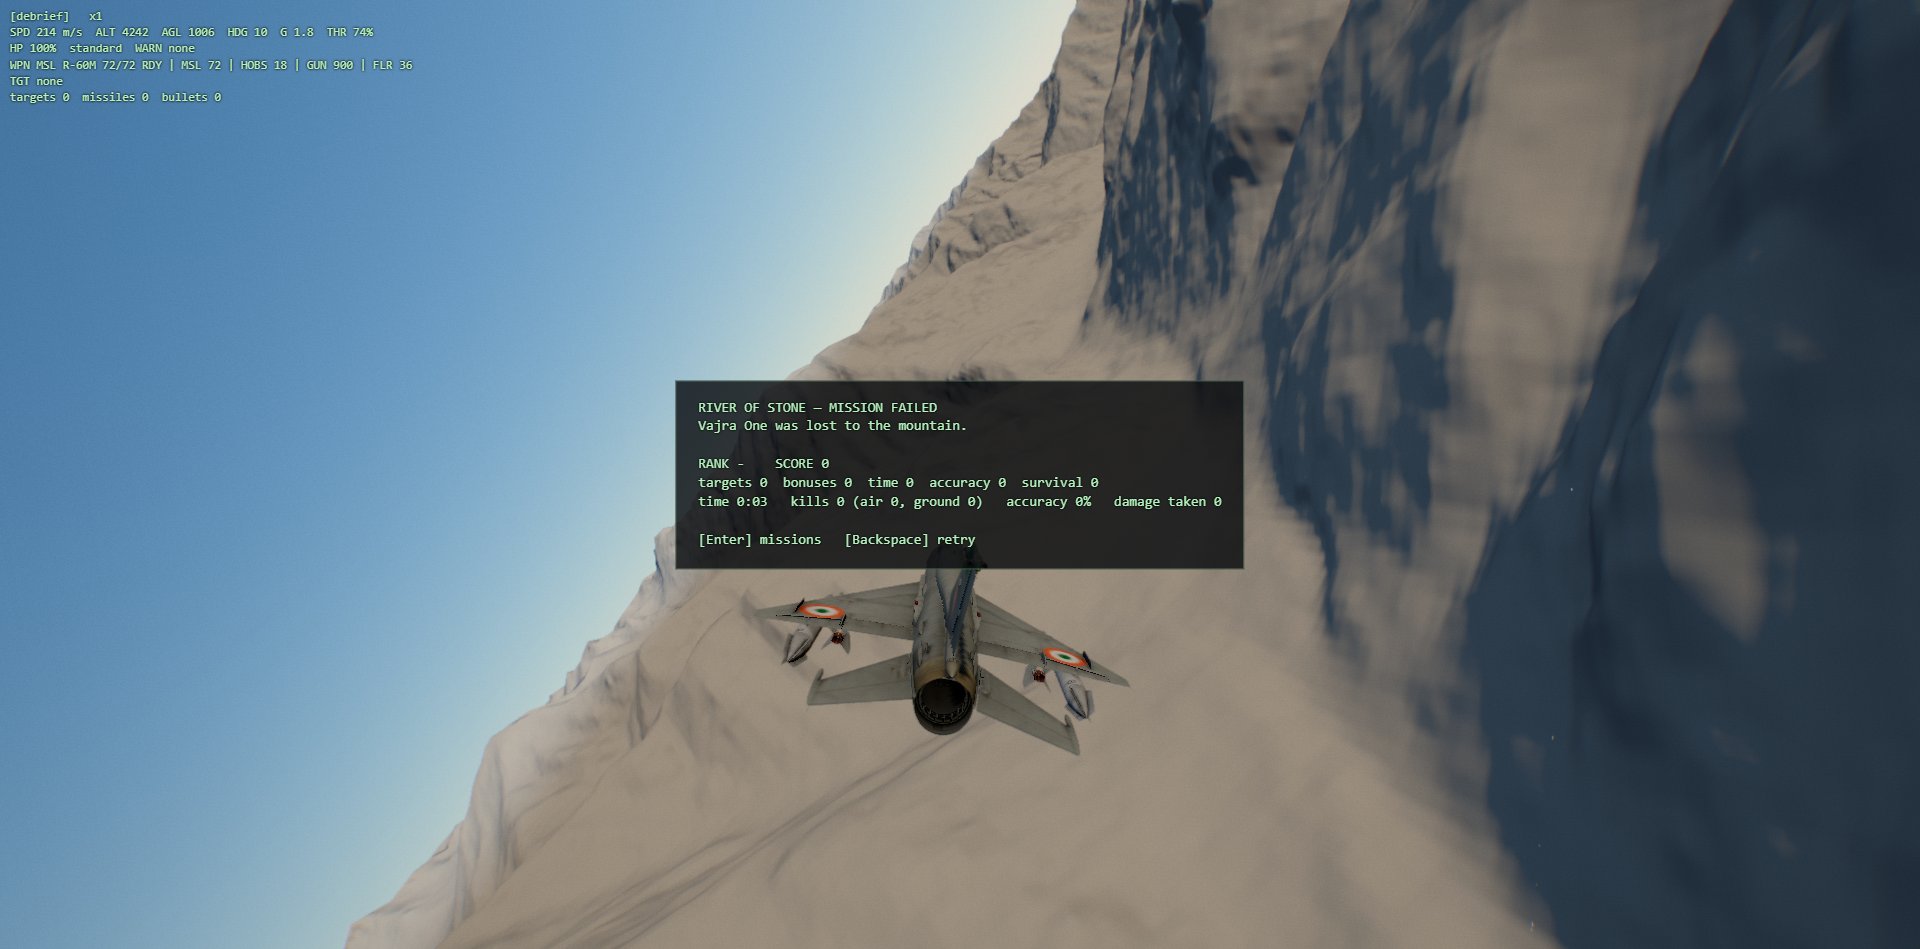 [debrief] x1
SPD 214 m/s ALT 4242 AGL 1006 HDG 10 G 1.8 THR 74%
HP 100% standard WARN none
WPN MSL R-60M 72/72 RDY | MSL 72 | HOBS 18 | GUN 900 | FLR 36
TGT none
targets 0 missiles 0 bullets 0
RIVER OF STONE — MISSION FAILED
Vajra One was lost to the mountain.
RANK - SCORE 0
targets 0 bonuses 0 time 0 accuracy 0 survival 0
time 0:03 kills 0 (air 0, ground 0) accuracy 0% damage taken 0
[Enter] missions [Backspace] retry